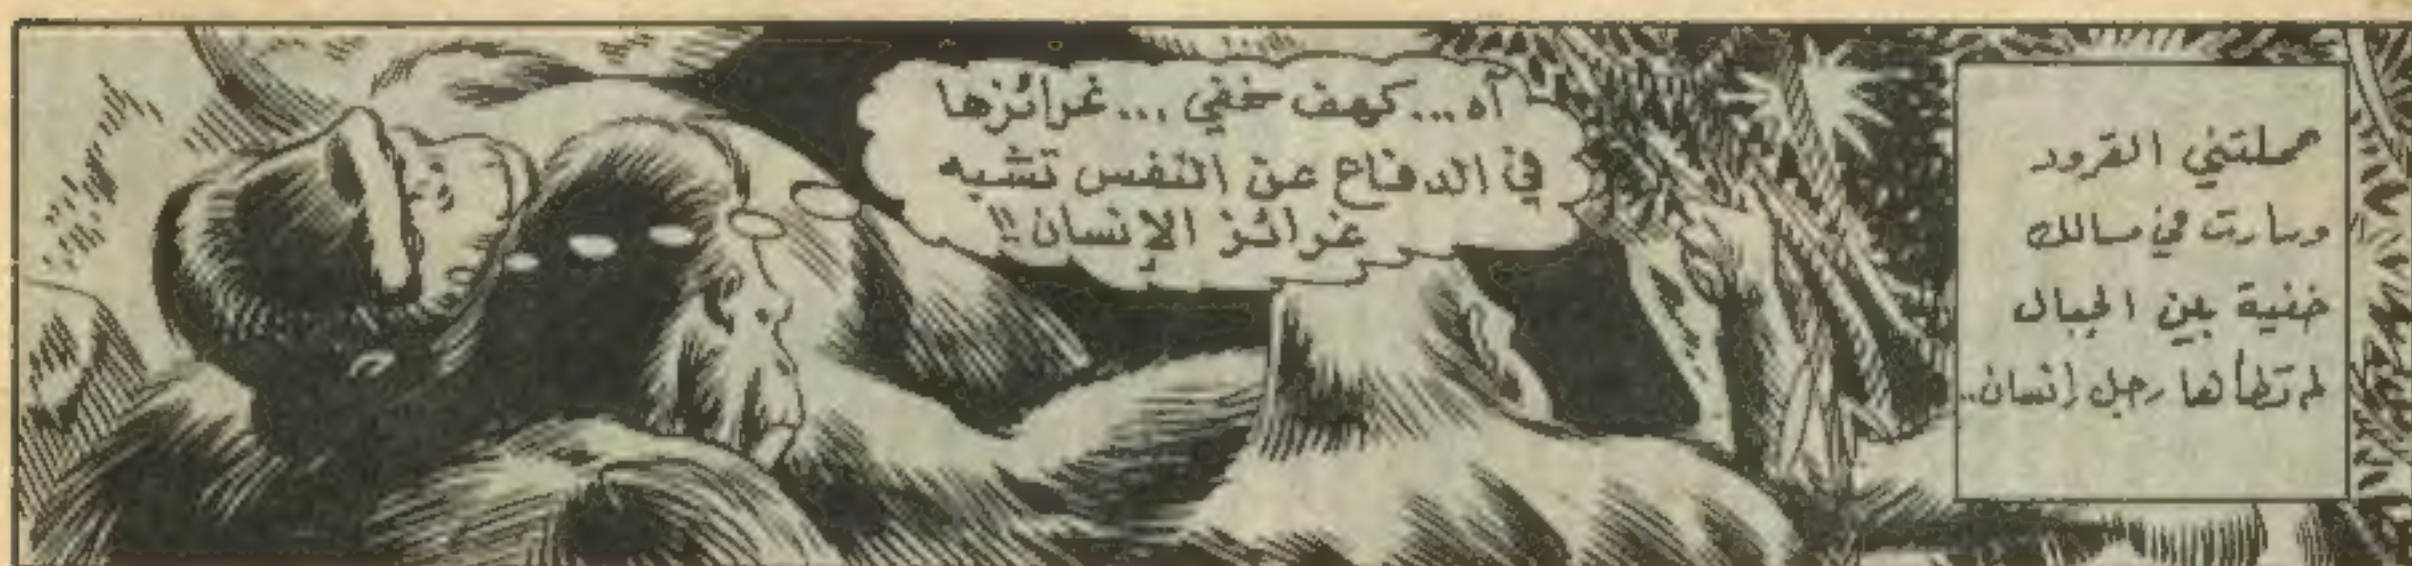 حملتني القرود
وسارت في مسالك
خفية بين الجبال
لم تطأها رجل إنسان..
آه...كهف خفي...غرائزها
في الدفاع عن النفس تشبه
غرائز الإنسان!!